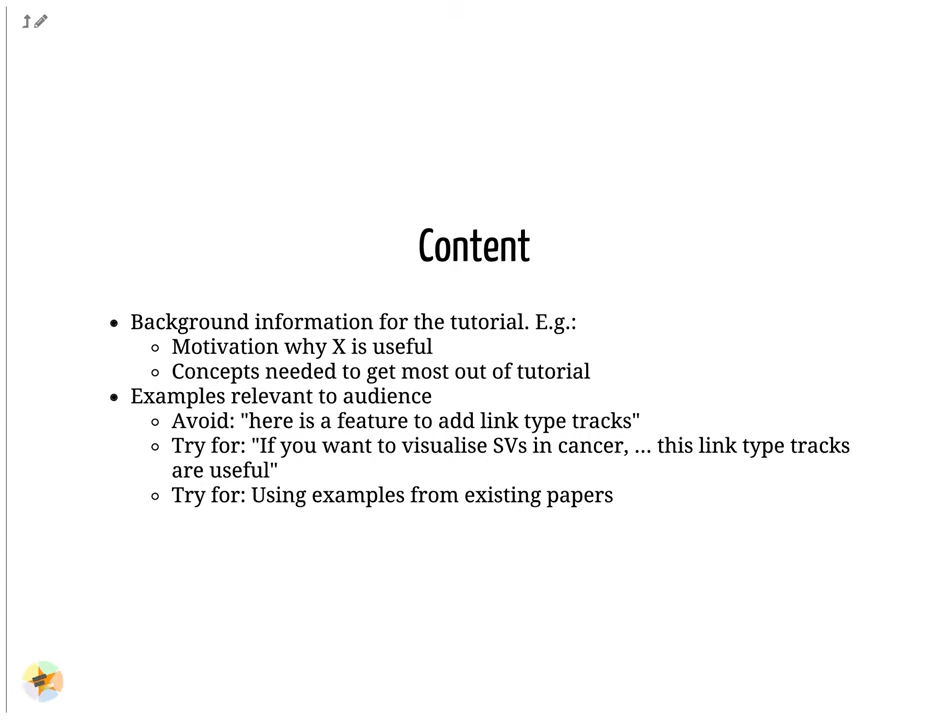 Content
Background information for the tutorial. E.g.:
Motivation why X is useful
Concepts needed to get most out of tutorial
Examples relevant to audience
Avoid: "here is a feature to add link type tracks"
Try for: "If you want to visualise SVs in cancer, ... this link type tracks
are useful"
Try for: Using examples from existing papers